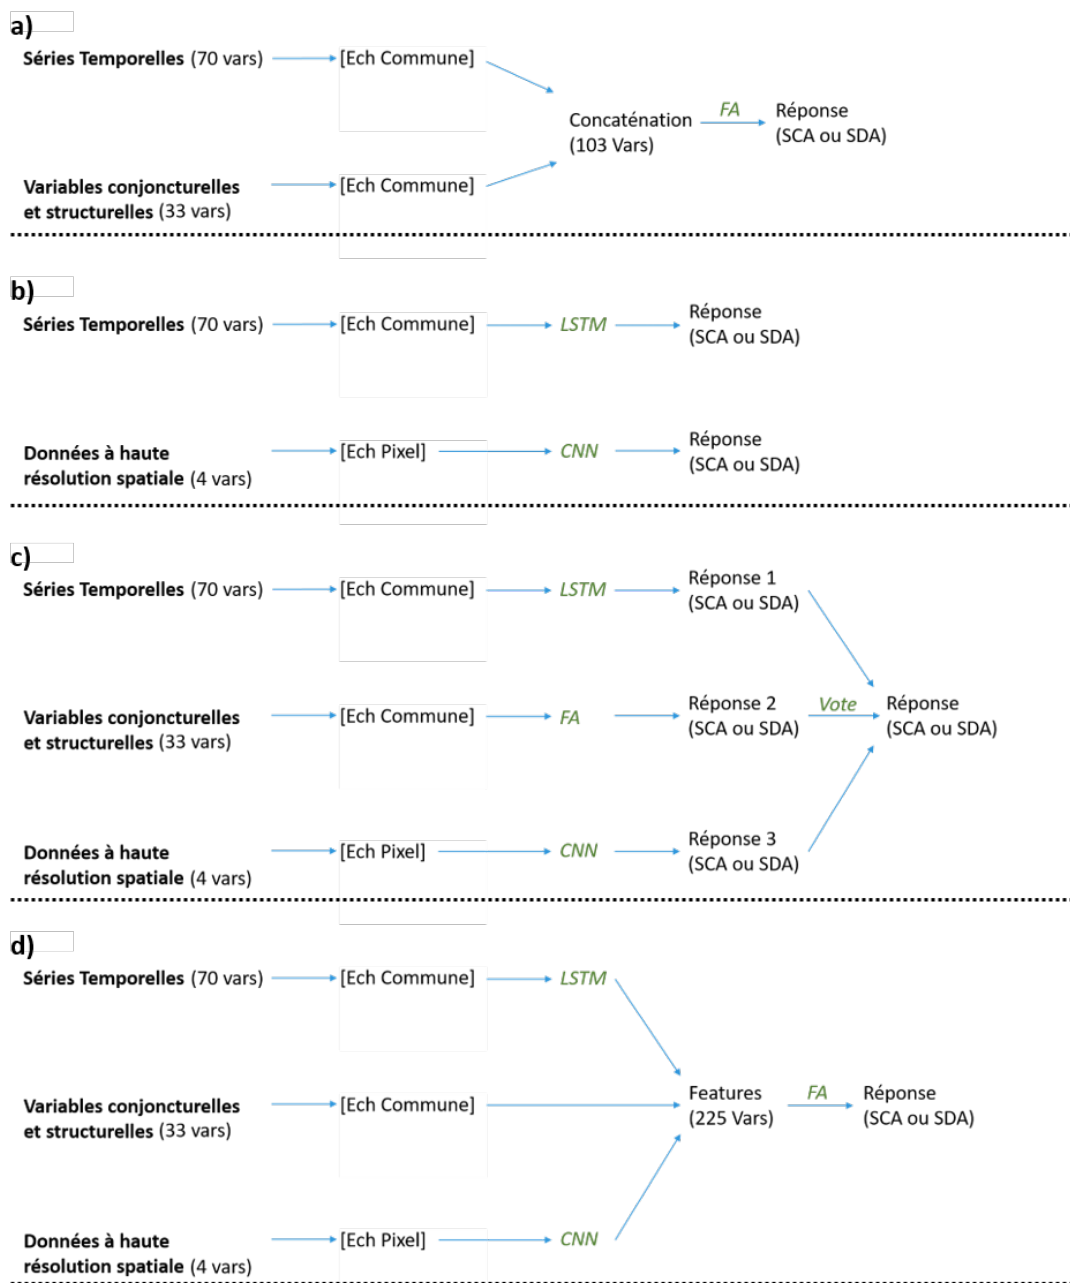 a)
Séries Temporelles (70 vars)
[Ech Commune]
Concaténation
(103 Vars)
FA
Réponse
(SCA ou SDA)
Variables conjoncturelles
et structurelles (33 vars)
[Ech Commune]
b)
Séries Temporelles (70 vars)
[Ech Commune]
LSTM
Réponse
(SCA ou SDA)
Données à haute
résolution spatiale (4 vars)
[Ech Pixel]
CNN
Réponse
(SCA ou SDA)
c)
Séries Temporelles (70 vars)
[Ech Commune]
LSTM
Réponse 1
(SCA ou SDA)
Variables conjoncturelles
et structurelles (33 vars)
[Ech Commune]
FA
Réponse 2
(SCA ou SDA)
Vote
Réponse
(SCA ou SDA)
Données à haute
résolution spatiale (4 vars)
[Ech Pixel]
CNN
Réponse 3
(SCA ou SDA)
d)
Séries Temporelles (70 vars)
[Ech Commune]
LSTM
Variables conjoncturelles
et structurelles (33 vars)
[Ech Commune]
Features
(225 Vars)
FA
Réponse
(SCA ou SDA)
Données à haute
résolution spatiale (4 vars)
[Ech Pixel]
CNN